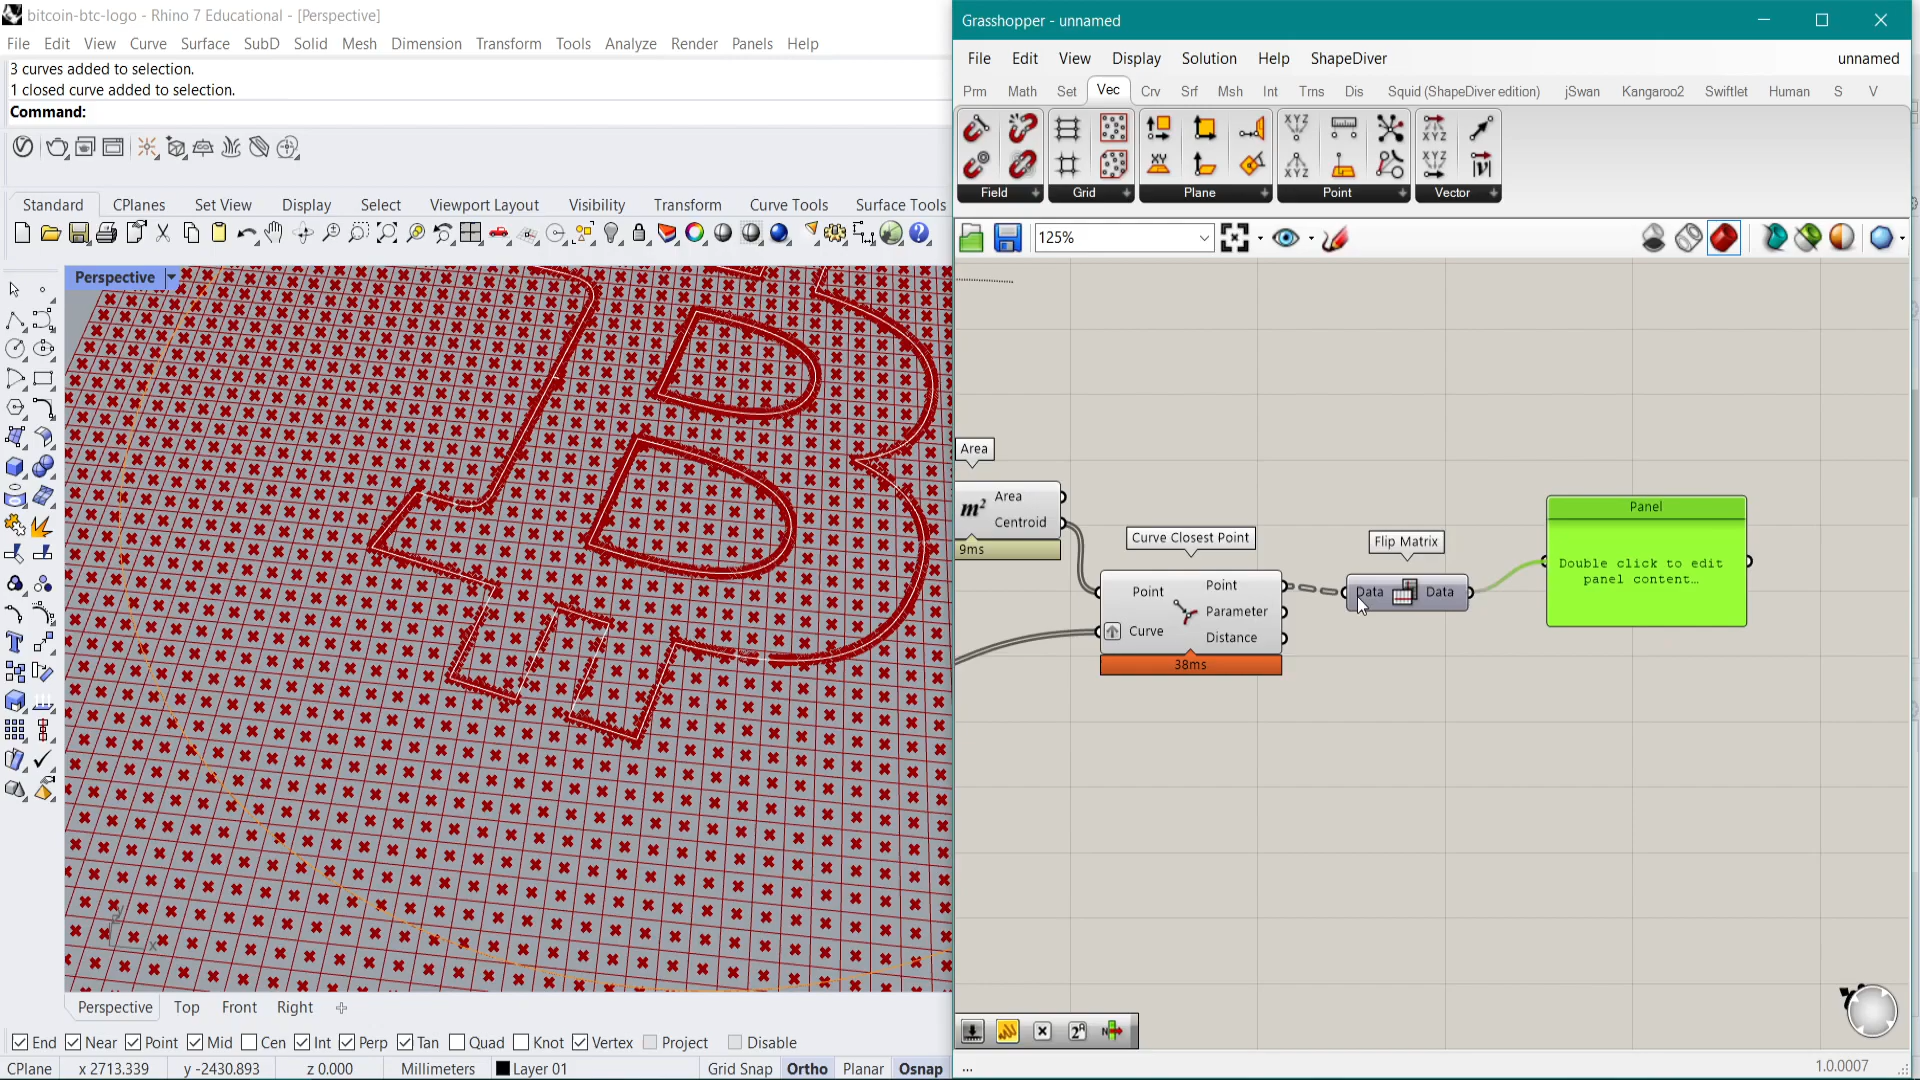 bitcoin-btc-logo - Rhino 7 Educational - [Perspective]
File Edit View Curve Surface SubD Solid Mesh Dimension Transform Tools Analyze Render Panels Help
3 curves added to selection.
1 closed curve added to selection.
Command:
Standard CPlanes Set View Display Select Viewport Layout Visibility Transform Curve Tools Surface Tools
Perspective
y
x
Perspective Top Front Right
End Near Point Mid Cen Int Perp Tan Quad Knot Vertex Project Disable
CPlane x 2713.339 y -2430.893 z 0.000 Millimeters Layer 01 Grid Snap Ortho Planar Osnap
Grasshopper - unnamed
File Edit View Display Solution Help ShapeDiver unnamed
Prm Math Set Vec Crv Srf Msh Int Trns Dis Squid (ShapeDiver edition) jSwan Kangaroo2 Swiftlet Human S V
Field Grid Plane Point Vector
125%
Area
m² Area
Centroid
9ms
Curve Closest Point
Point Point
Parameter
Curve Distance
38ms
Flip Matrix
Data Data
Panel
Double click to edit
panel content…
...
1.0.0007